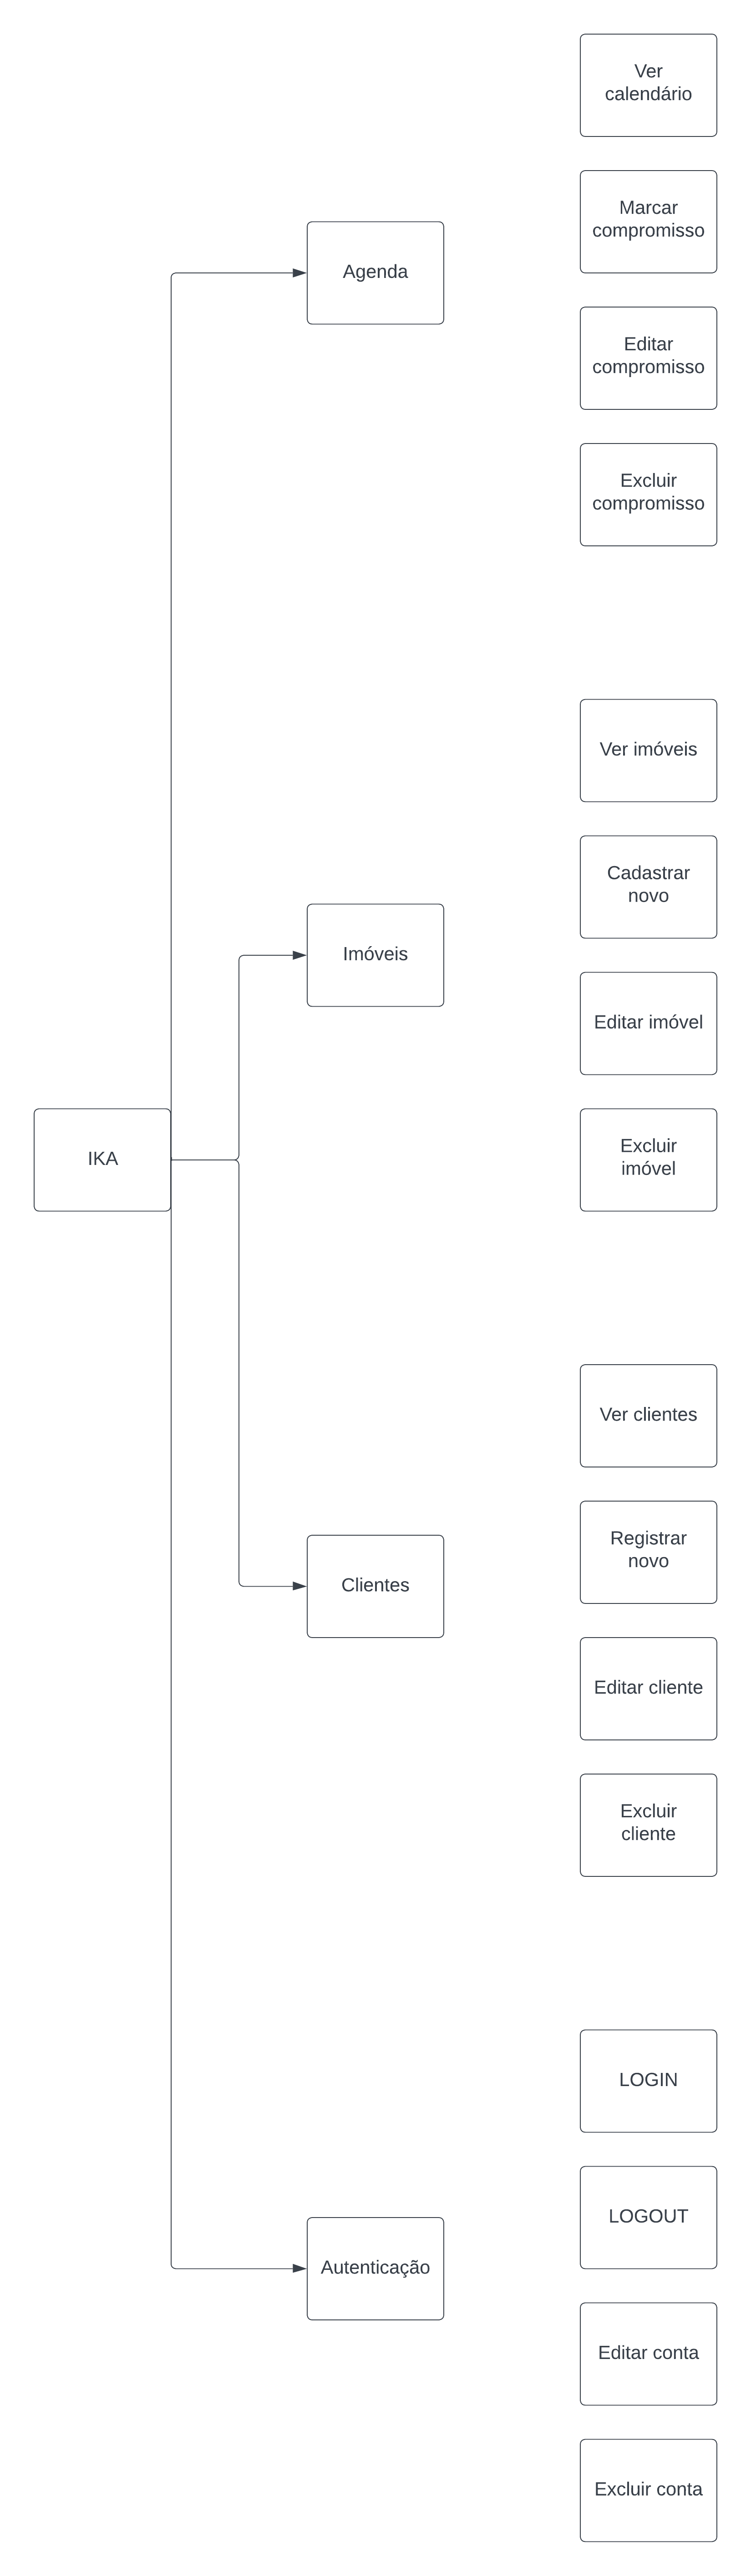 Ver
calendário
Marcar
compromisso
Agenda
Editar
compromisso
Excluir
compromisso
Ver imóveis
Cadastrar
novo
Imóveis
Editar imóvel
IKA
Excluir
imóvel
Ver clientes
Registrar
novo
Clientes
Editar cliente
Excluir
cliente
LOGIN
LOGOUT
Autenticação
Editar conta
Excluir conta